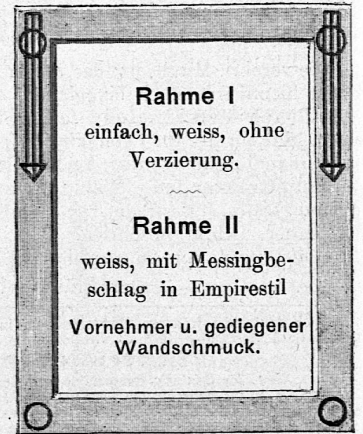 Rahme I
einfach, weiss, ohne
Verzierung.
Rahme II
weiss, mit Messingbe-
schlag in Empirestil
Vornehmer u. gediegener
Wandschmuck.